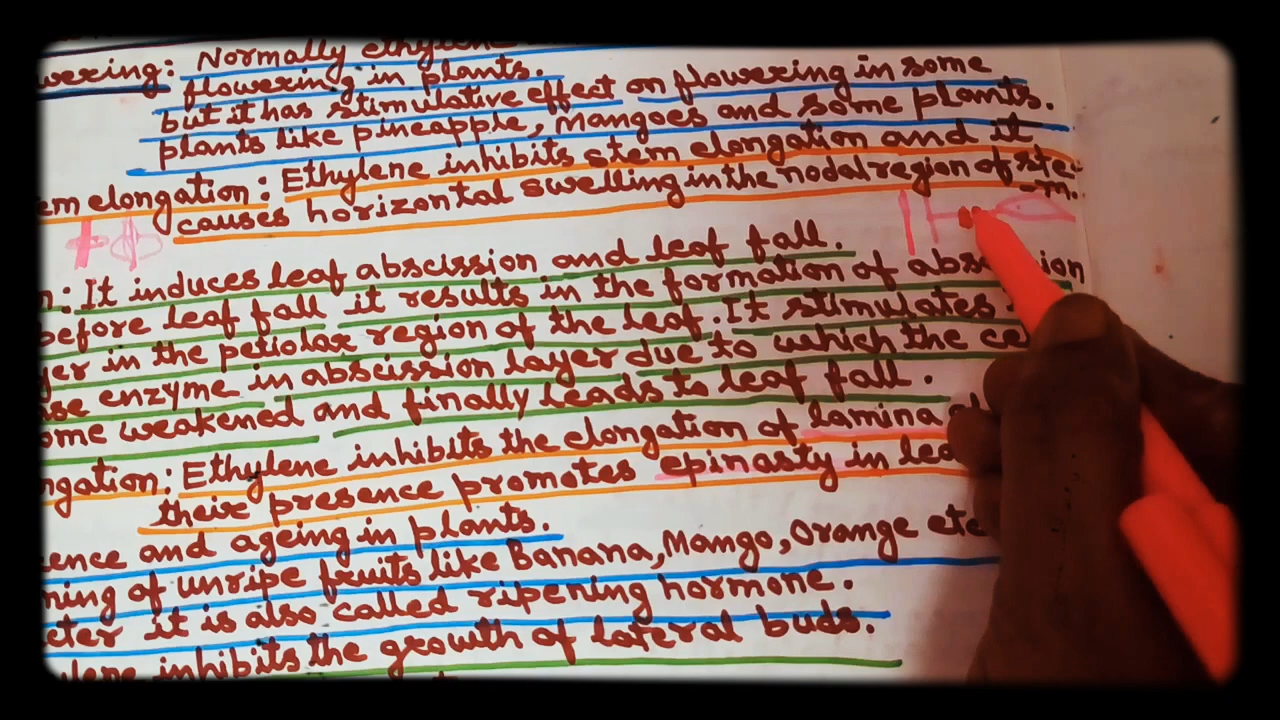 wering: Normally ethylene
flowering in plants.
but it has stimulative effect on flowering in some
plants like pineapple, Mangoes and some plants.
em elongation: Ethylene inhibits stem elongation and it
causes horizontal swelling in the nodal region of ste-
-m.
n: It induces leaf abscission and leaf fall.
before leaf fall it results in the formation of abs ion
yer in the petiolar region of the leaf. It stimulates
ase enzyme in abscission layer due to which the ce
ome weakened and finally leads to leaf fall.
ngation: Ethylene inhibits the elongation of lamina
their presence promotes epinasty in lea
ence and ageing in plants.
ning of unripe fruits like Banana, Mango, Orange etc
cter it is also called ripening hormone.
ylene inhibits the growth of lateral buds.